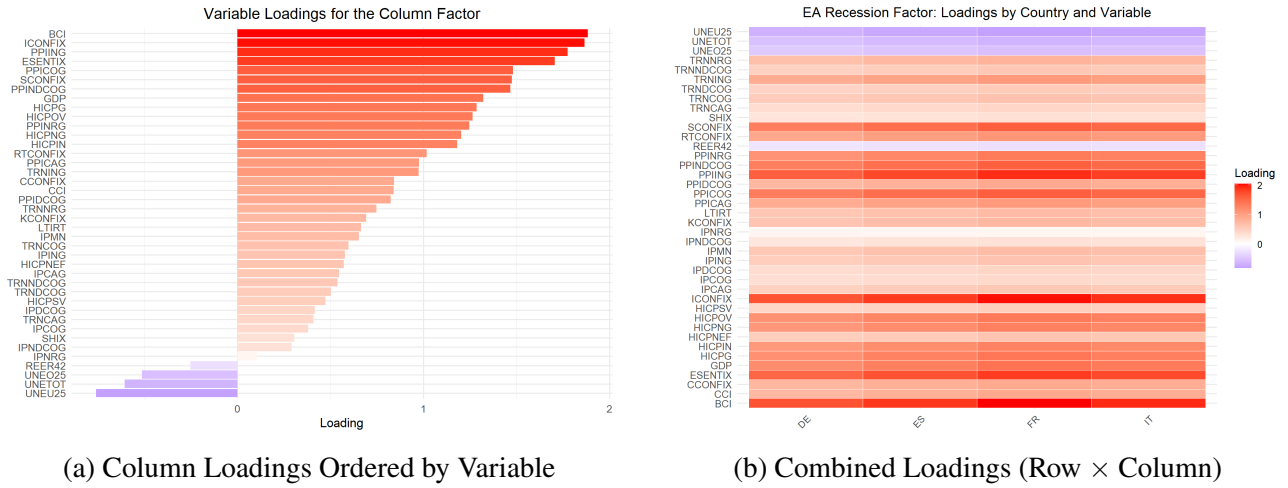 Variable Loadings for the Column Factor
BCI
ICONFIX
PPIING
ESENTIX
PPICOG
SCONFIX
PPINDCOG
GDP
HICPG
HICPOV
PPINRG
HICPNG
HICPIN
RTCONFIX
PPICAG
TRNING
CCONFIX
CCI
PPIDCOG
TRNNRG
KCONFIX
LTIRT
IPMN
TRNCOG
IPING
HICPNEF
IPCAG
TRNNDCOG
TRNDCOG
HICPSV
IPDCOG
TRNCAG
IPCOG
SHIX
IPNDCOG
IPNRG
REER42
UNEO25
UNETOT
UNEU25
0 1 2
Loading
(a) Column Loadings Ordered by Variable
EA Recession Factor: Loadings by Country and Variable
UNEU25
UNETOT
UNEO25
TRNNRG
TRNNDCOG
TRNING
TRNDCOG
TRNCOG
TRNCAG
SHIX
SCONFIX
RTCONFIX
REER42
PPINRG
PPINDCOG
PPIING
PPIDCOG
PPICOG
PPICAG
LTIRT
KCONFIX
IPNRG
IPNDCOG
IPMN
IPING
IPDCOG
IPCOG
IPCAG
ICONFIX
HICPSV
HICPOV
HICPNG
HICPNEF
HICPIN
HICPG
GDP
ESENTIX
CCONFIX
CCI
BCI
DE ES FR IT
Loading
2
1
0
(b) Combined Loadings (Row × Column)